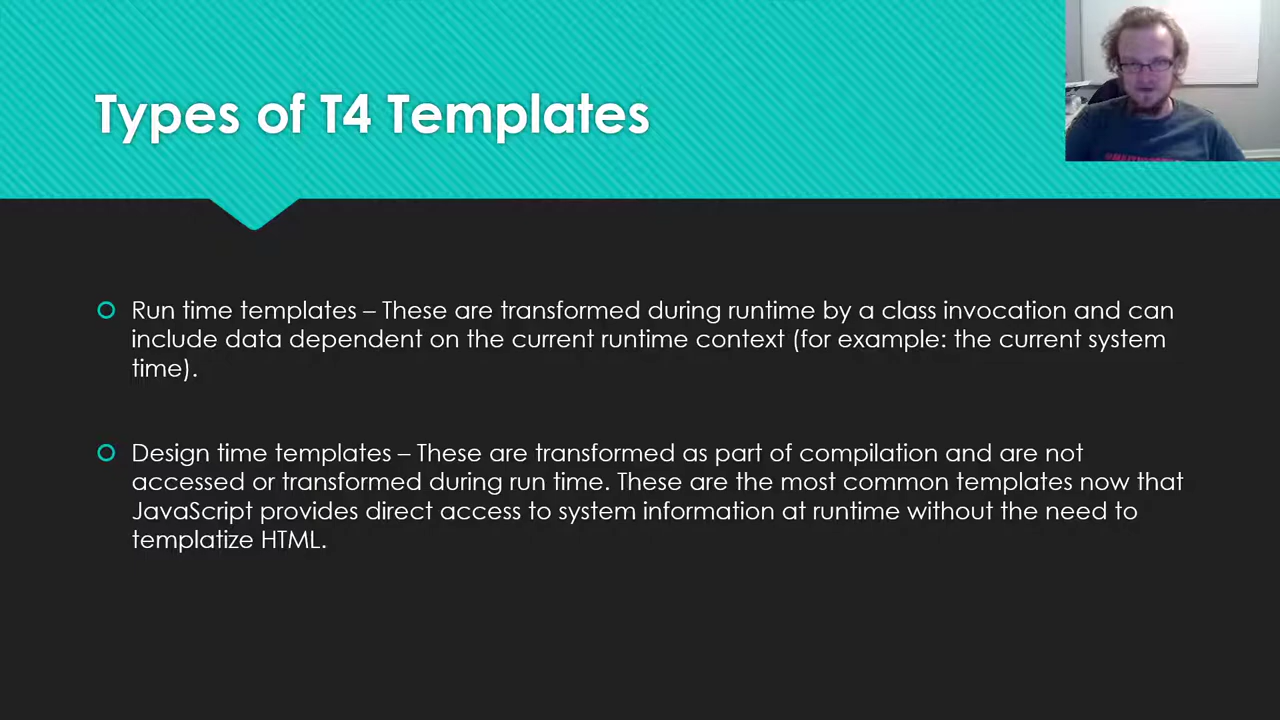 Types of T4 Templates
Run time templates – These are transformed during runtime by a class invocation and can
include data dependent on the current runtime context (for example: the current system
time).
Design time templates – These are transformed as part of compilation and are not
accessed or transformed during run time. These are the most common templates now that
JavaScript provides direct access to system information at runtime without the need to
templatize HTML.